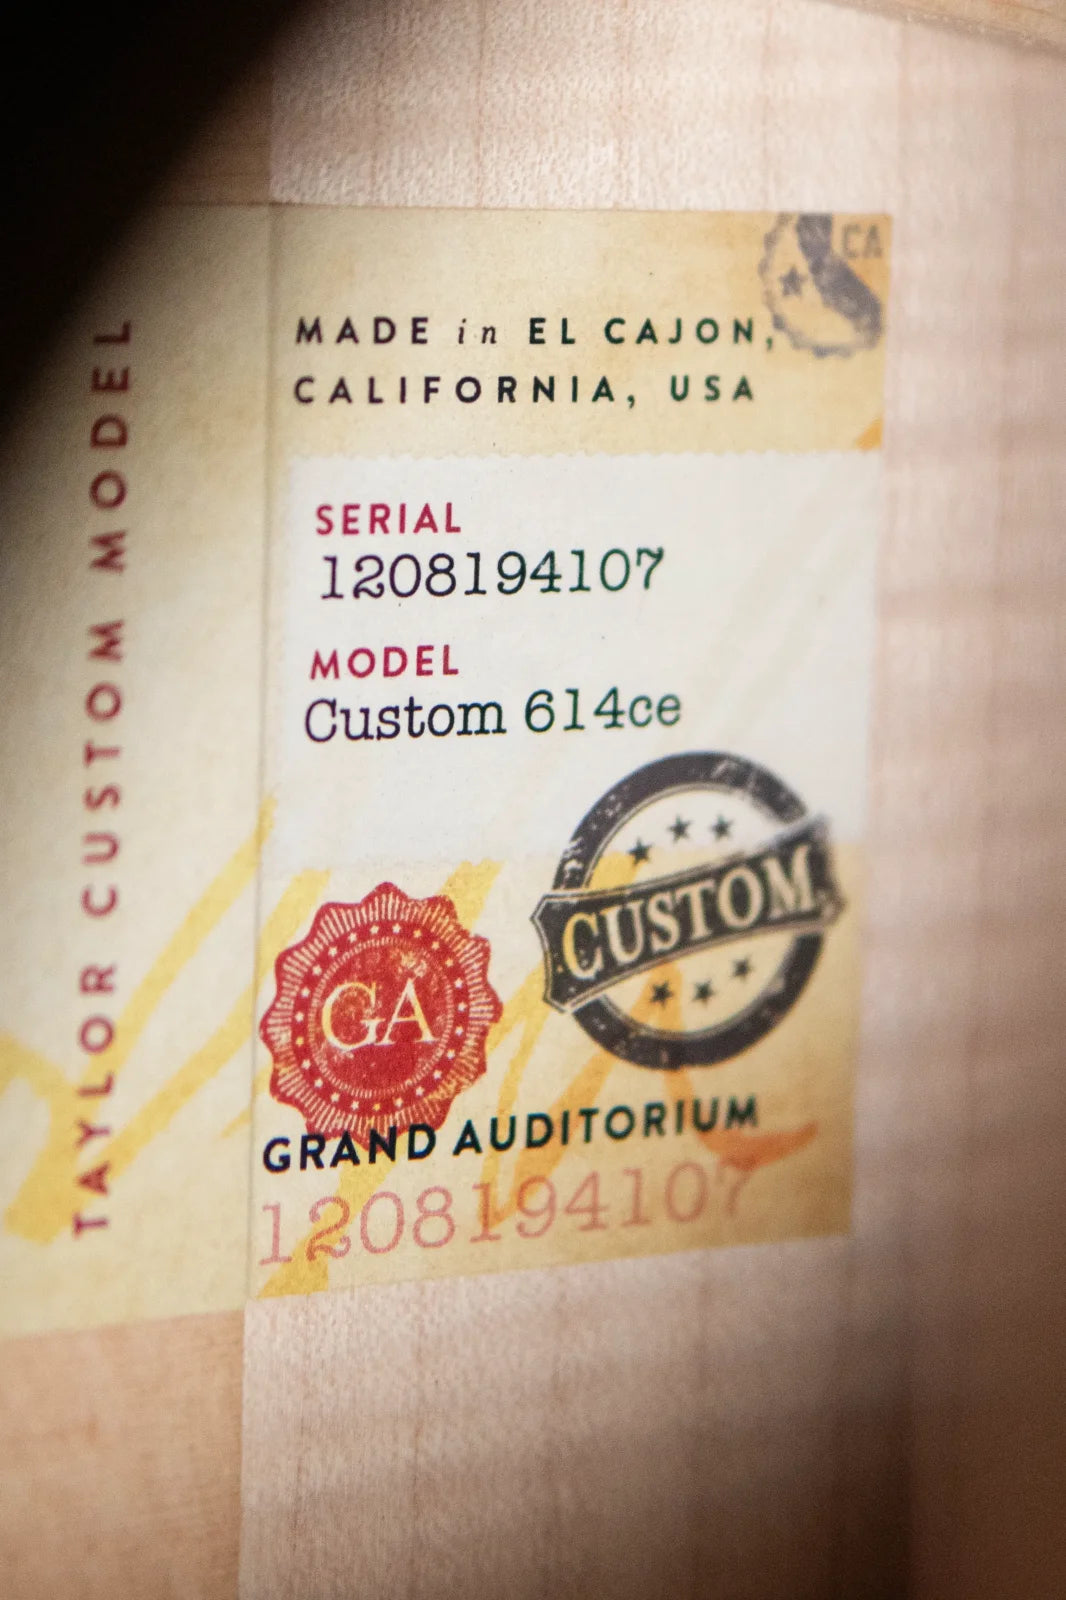 TAYLOR CUSTOM MODEL
CA
MADE in EL CAJON,
CALIFORNIA, USA
SERIAL
1208194107
MODEL
Custom 614ce
CUSTOM
GA
GRAND AUDITORIUM
1208194107